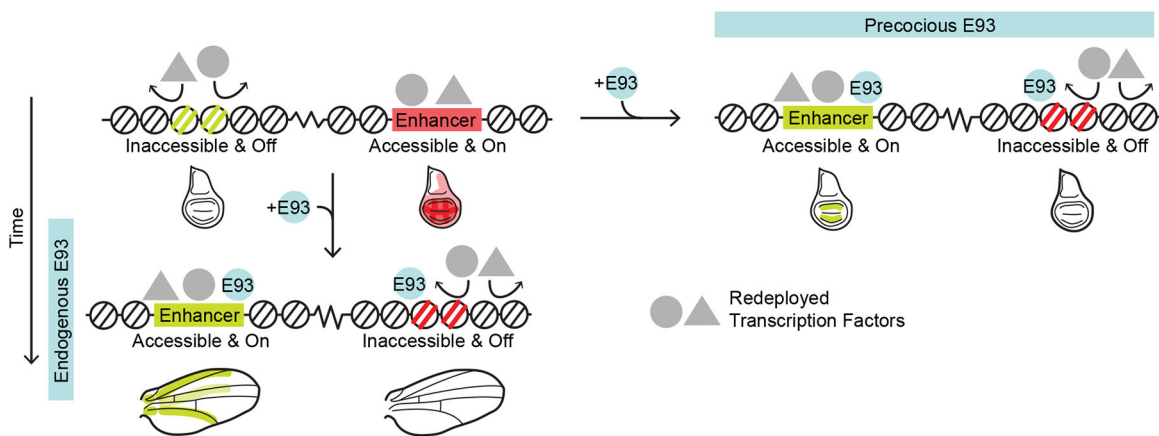 Precocious E93
+E93
E93
E93
Enhancer
Enhancer
Inaccessible & Off
Accessible & On
Accessible & On
Inaccessible & Off
Time
Endogenous E93
+E93
E93
E93
Enhancer
Accessible & On
Inaccessible & Off
Redeployed
Transcription Factors